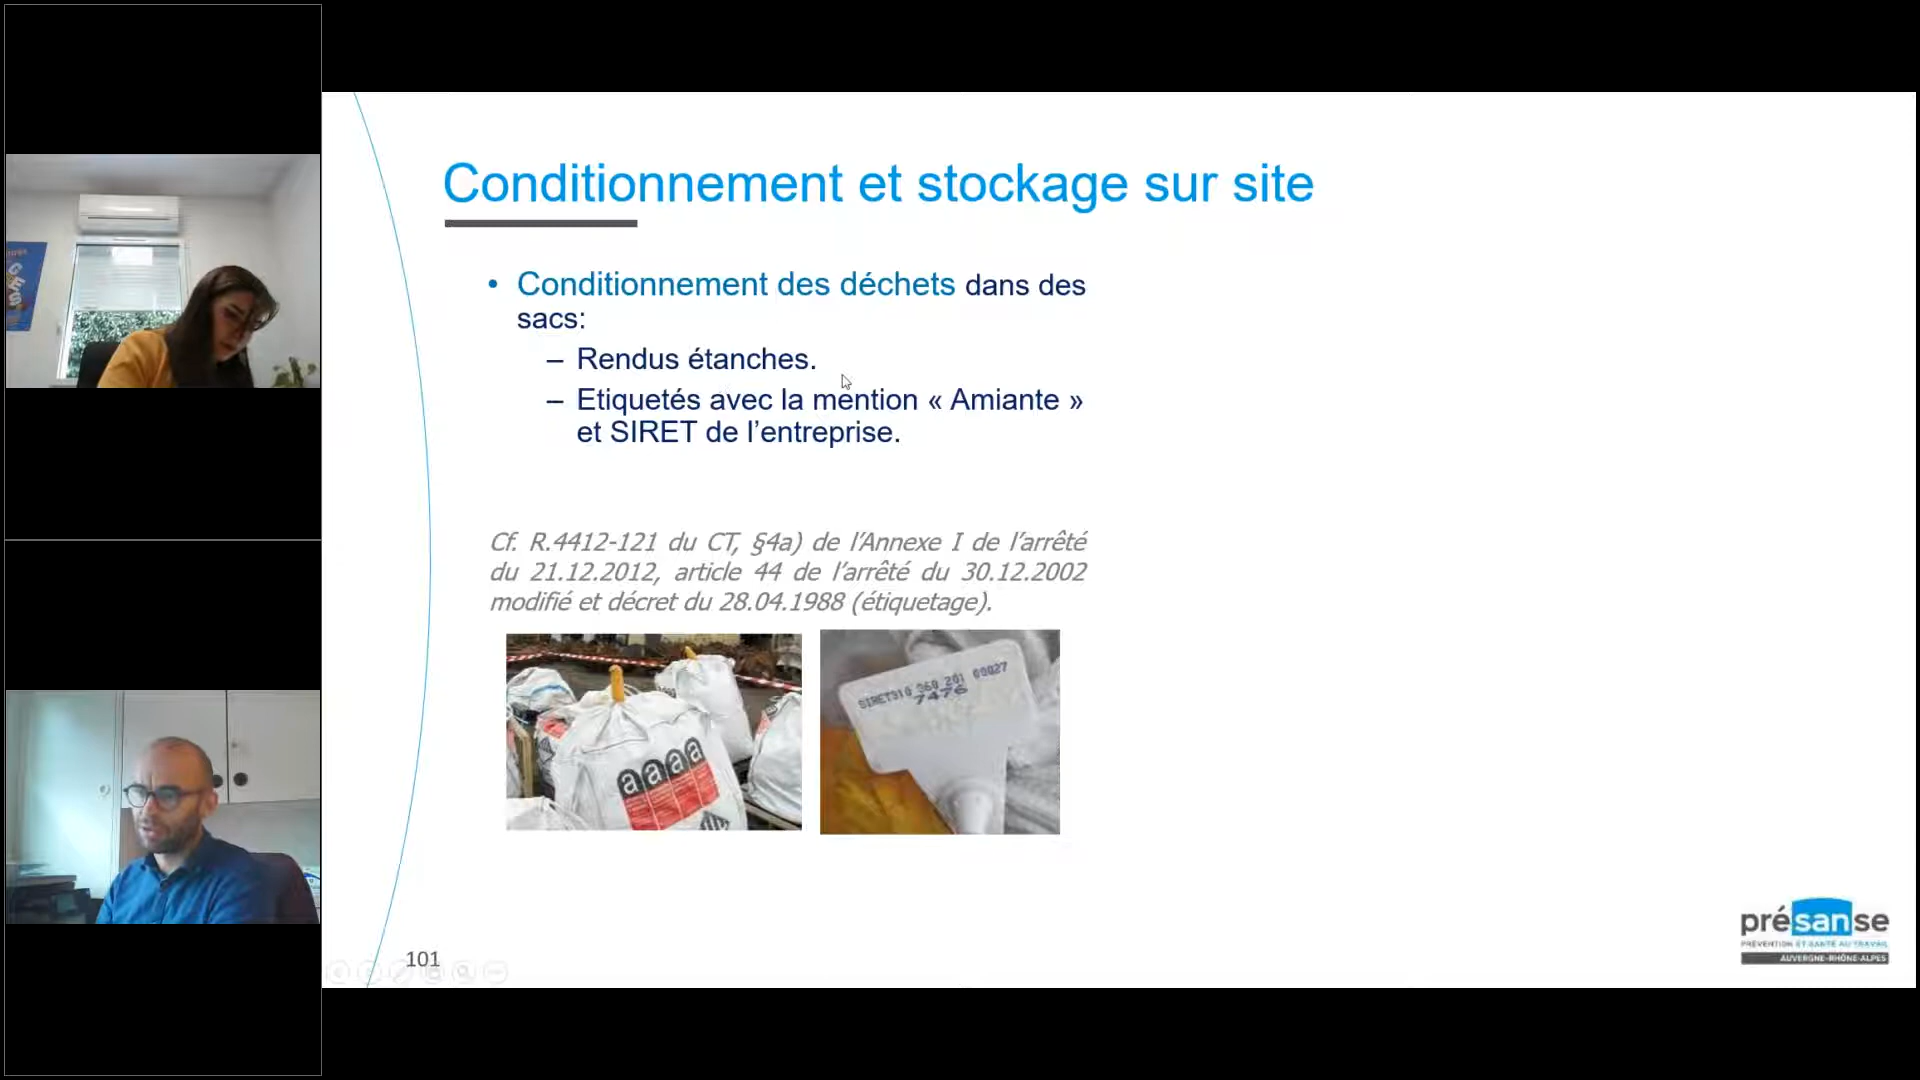 Conditionnement et stockage sur site
• Conditionnement des déchets dans des
sacs:
– Rendus étanches.
– Etiquetés avec la mention « Amiante »
et SIRET de l’entreprise.
Cf. R.4412-121 du CT, §4a) de l’Annexe I de l’arrêté
du 21.12.2012, article 44 de l’arrêté du 30.12.2002
modifié et décret du 28.04.1988 (étiquetage).
a a a a
7476
101
présanse
PRÉVENTION ET SANTÉ AU TRAVAIL
AUVERGNE-RHÔNE-ALPES